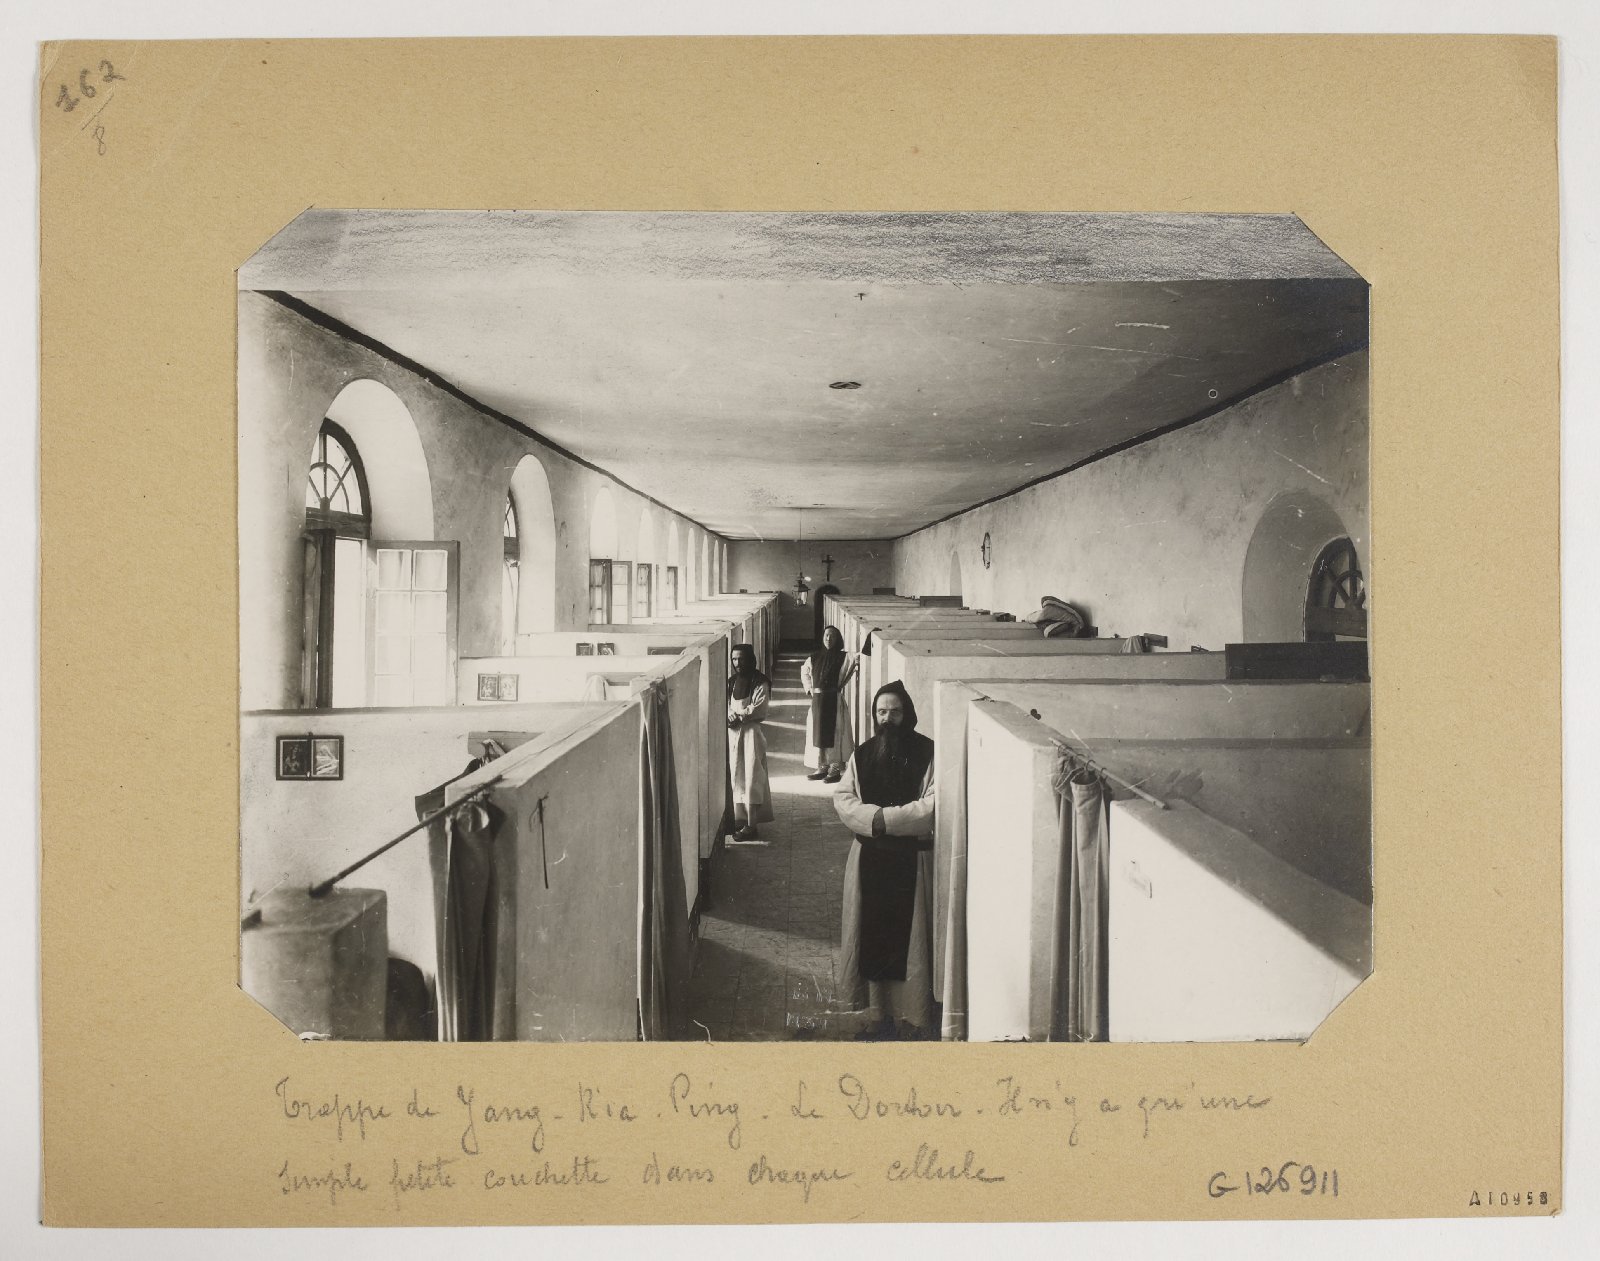 162
8
Trappe de Yang-Kia. Ping. Le Dortoir. Il n'y a qu'une
simple petite couchette dans chaque cellule
G126911
A10958